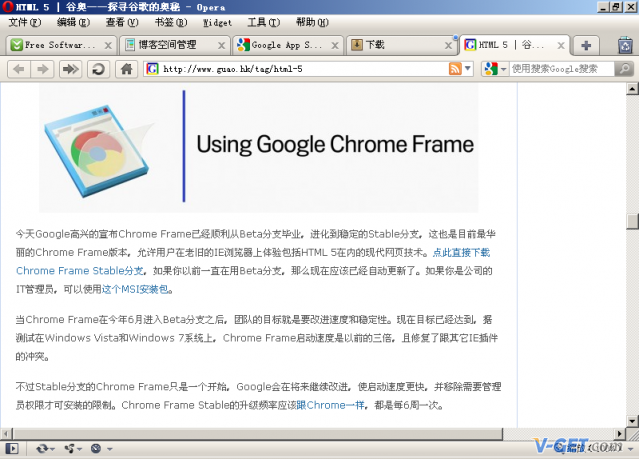 HTML 5 | 谷奥——探寻谷歌的奥秘 - Opera
文件(F) 编辑(E) 查看(V) 书签(B) Widget 工具(T) 帮助(H)
Free Softwar... 博客空间管理 Google App S... 下载 HTML 5 | 谷...
http://www.guao.hk/tag/html-5 使用搜索Google搜索
Using Google Chrome Frame
今天Google高兴的宣布Chrome Frame已经顺利从Beta分支毕业，进化到稳定的Stable分支，这也是目前最华
丽的Chrome Frame版本，允许用户在老旧的IE浏览器上体验包括HTML 5在内的现代网页技术。点此直接下载
Chrome Frame Stable分支，如果你以前一直在用Beta分支，那么现在应该已经自动更新了。如果你是公司的
IT管理员，可以使用这个MSI安装包。
当Chrome Frame在今年6月进入Beta分支之后，团队的目标就是要改进速度和稳定性。现在目标已经达到，据
测试在Windows Vista和Windows 7系统上，Chrome Frame启动速度是以前的三倍，且修复了跟其它IE插件
的冲突。
不过Stable分支的Chrome Frame只是一个开始，Google会在将来继续改进，使启动速度更快，并移除需要管理
员权限才可安装的限制。Chrome Frame Stable的升级频率应该跟Chrome一样，都是每6周一次。
V-GET.com